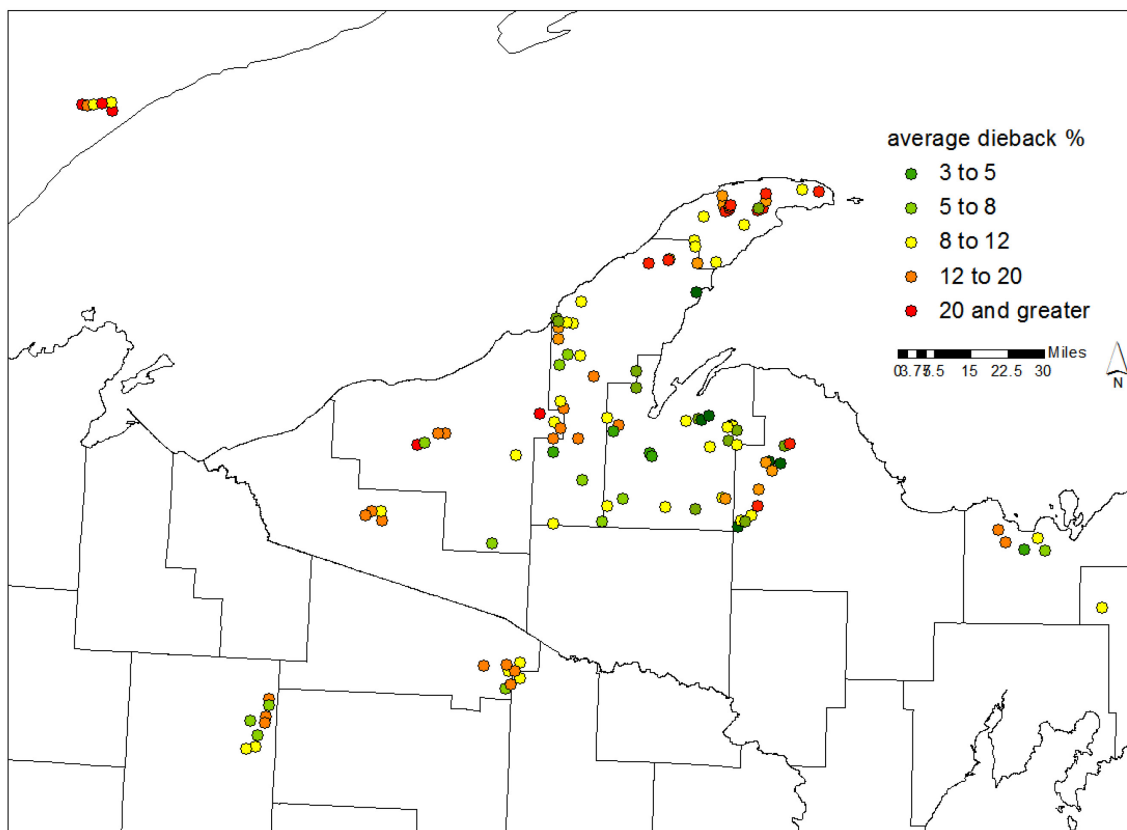 average dieback %
3 to 5
5 to 8
8 to 12
12 to 20
20 and greater
Miles
15 22.5 30
N